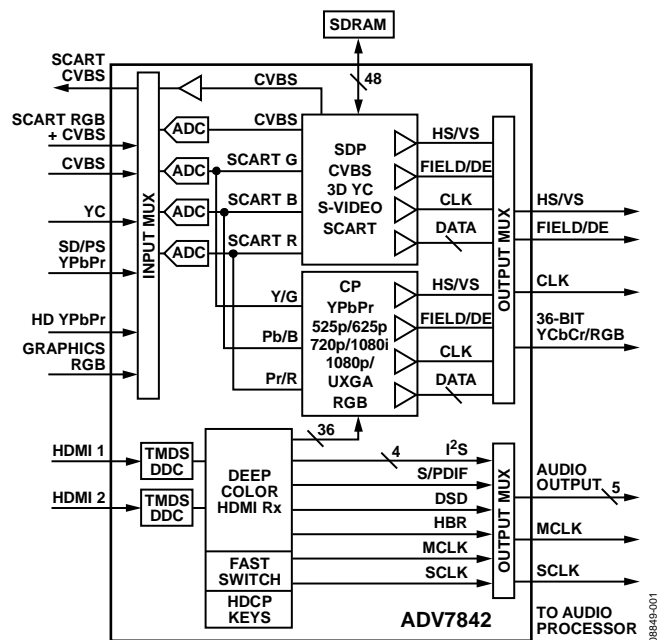 SDRAM
48
SCART
CVBS
SCART RGB
+ CVBS
CVBS
YC
SD/PS
YPbPr
HD YPbPr
GRAPHICS
RGB
INPUT MUX
ADC
ADC
ADC
ADC
CVBS
CVBS
SCART G
SCART B
SCART R
Y/G
Pb/B
Pr/R
SDP
CVBS
3D YC
S-VIDEO
SCART
HS/VS
FIELD/DE
CLK
DATA
CP
YPbPr
525p/625p
720p/1080i
1080p/
UXGA
RGB
HS/VS
FIELD/DE
CLK
DATA
OUTPUT MUX
HS/VS
FIELD/DE
CLK
36-BIT
YCbCr/RGB
HDMI 1
HDMI 2
TMDS
DDC
TMDS
DDC
DEEP
COLOR
HDMI Rx
FAST
SWITCH
HDCP
KEYS
36
4
I2S
S/PDIF
DSD
HBR
MCLK
SCLK
OUTPUT MUX
AUDIO
OUTPUT
5
MCLK
SCLK
ADV7842
TO AUDIO
PROCESSOR
08849-001